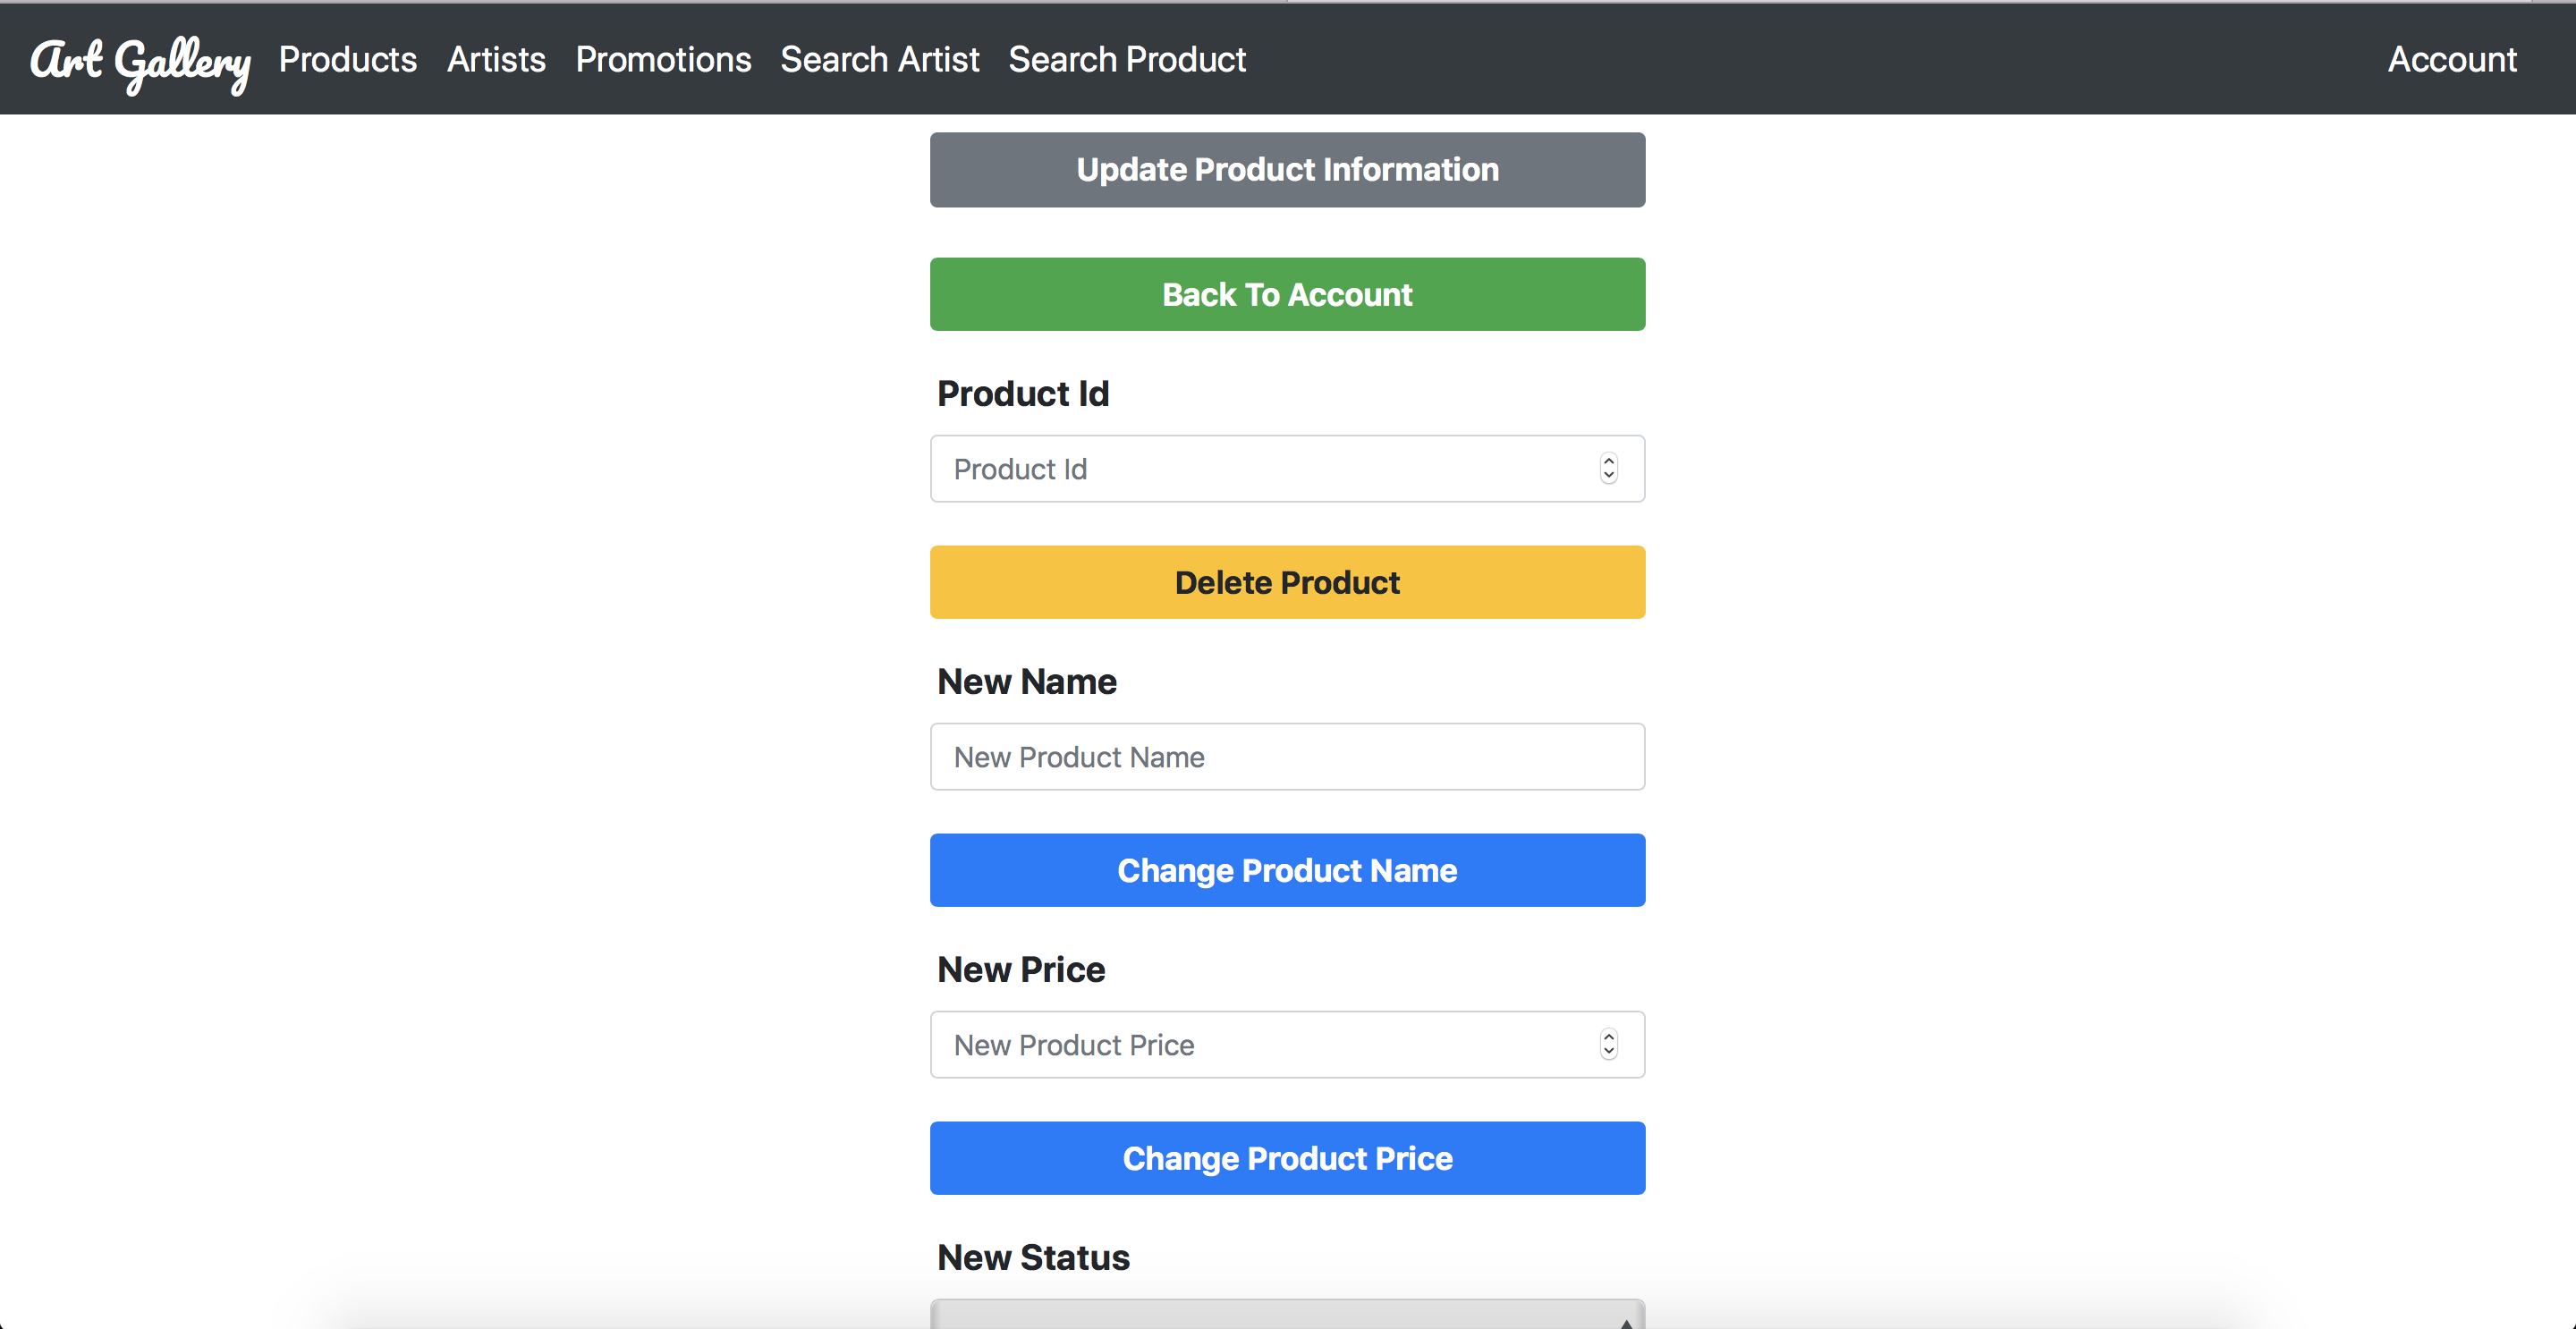 Art Gallery Products Artists Promotions Search Artist Search Product Account
Update Product Information
Back To Account
Product Id
Product Id
Delete Product
New Name
New Product Name
Change Product Name
New Price
New Product Price
Change Product Price
New Status